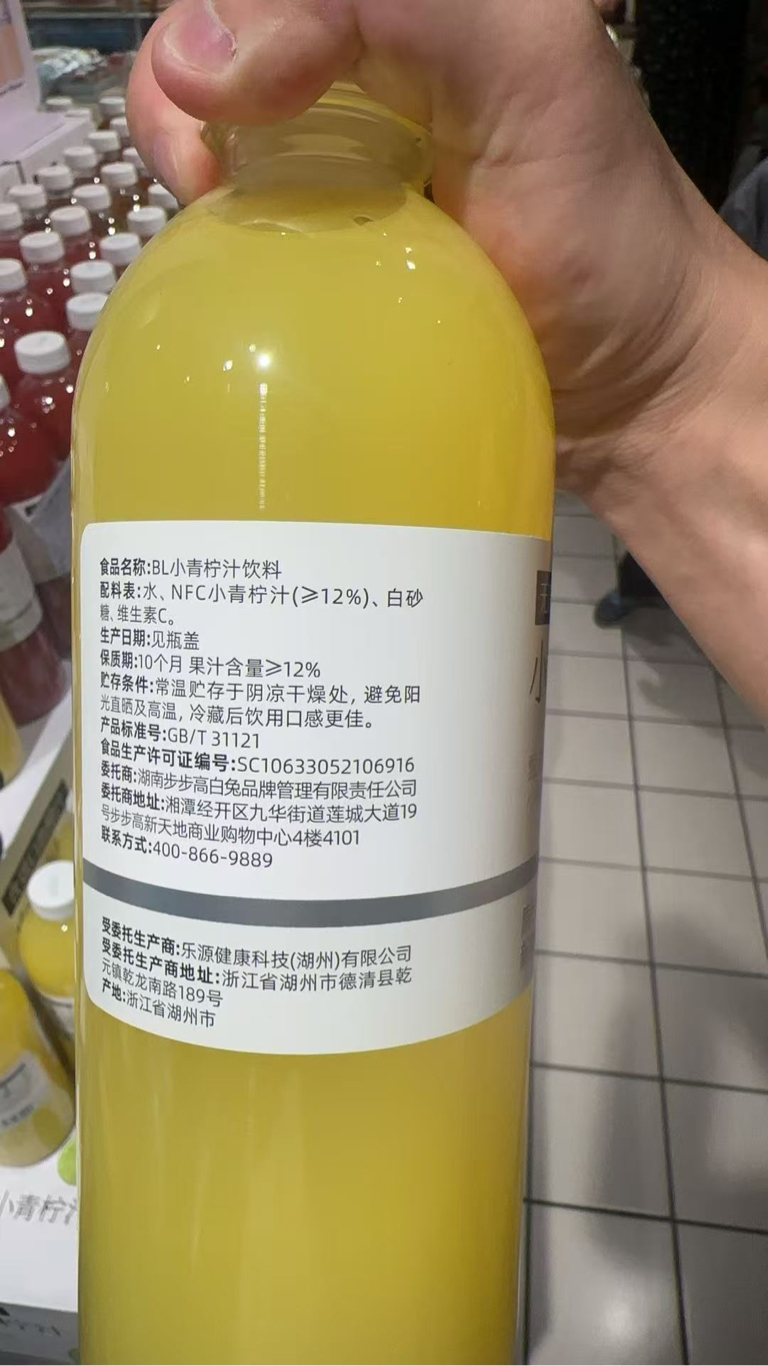 食品名称:BL小青柠汁饮料
配料表:水、NFC小青柠汁(≥12%)、白砂
糖、维生素C。
生产日期:见瓶盖
保质期:10个月 果汁含量≥12%
贮存条件:常温贮存于阴凉干燥处, 避免阳
光直晒及高温, 冷藏后饮用口感更佳。
产品标准号:GB/T 31121
食品生产许可证编号:SC10633052106916
委托商:湖南步步高白兔品牌管理有限责任公司
委托商地址:湘潭经开区九华街道莲城大道19
号步步高新天地商业购物中心4楼4101
联系方式:400-866-9889
受委托生产商:乐源健康科技(湖州)有限公司
受委托生产商地址:浙江省湖州市德清县乾
元镇乾龙南路189号
产地:浙江省湖州市
小
小青柠汁